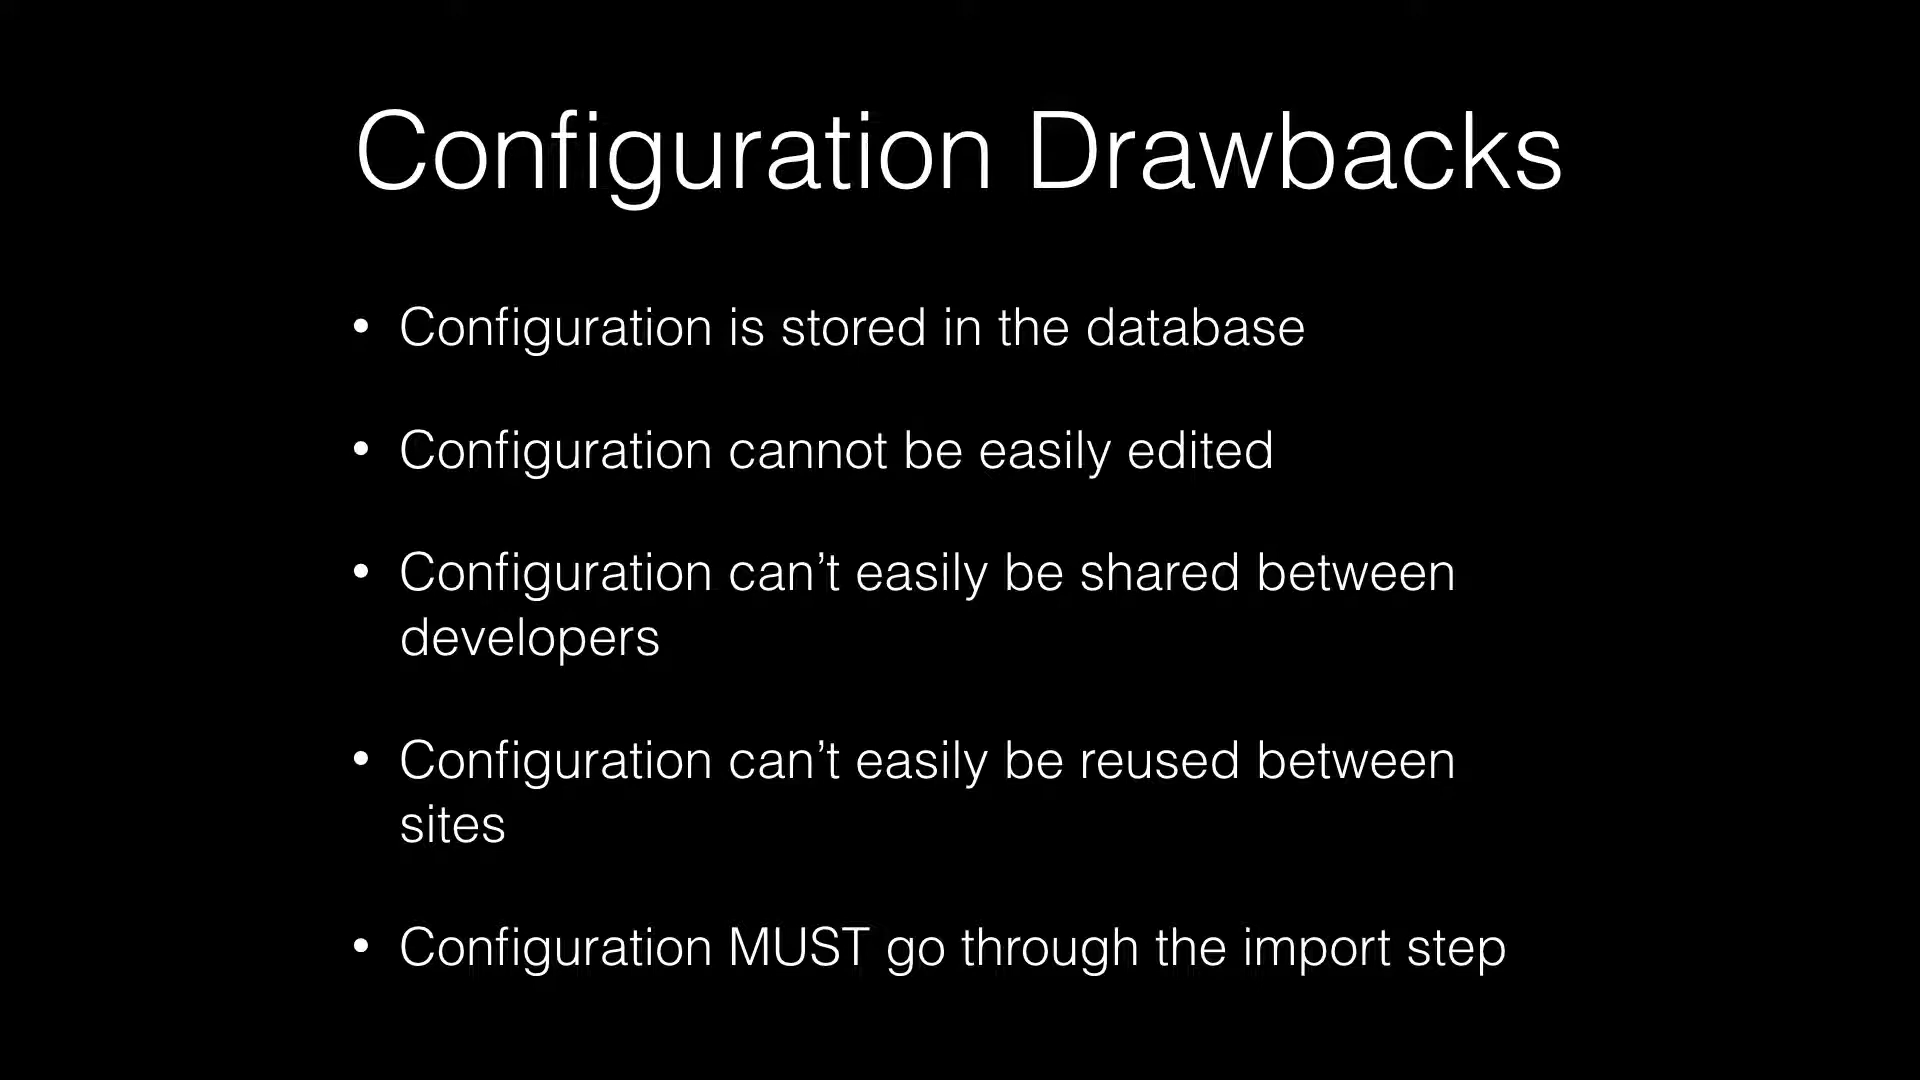 Configuration Drawbacks
• Configuration is stored in the database
• Configuration cannot be easily edited
• Configuration can’t easily be shared between
developers
• Configuration can’t easily be reused between
sites
• Configuration MUST go through the import step